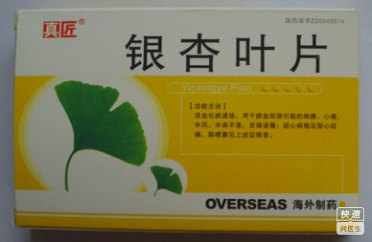 真匠
国药准字Z20043514
银杏叶片
Yinxingye Pian
【功能主治】
活血化瘀通络。用于瘀血阻络引起的胸痹、心痛、
中风、半身不遂、舌强语謇；冠心病稳定型心绞
痛、脑梗塞见上述证候者。
OVERSEAS 海外制药
快速
问医生